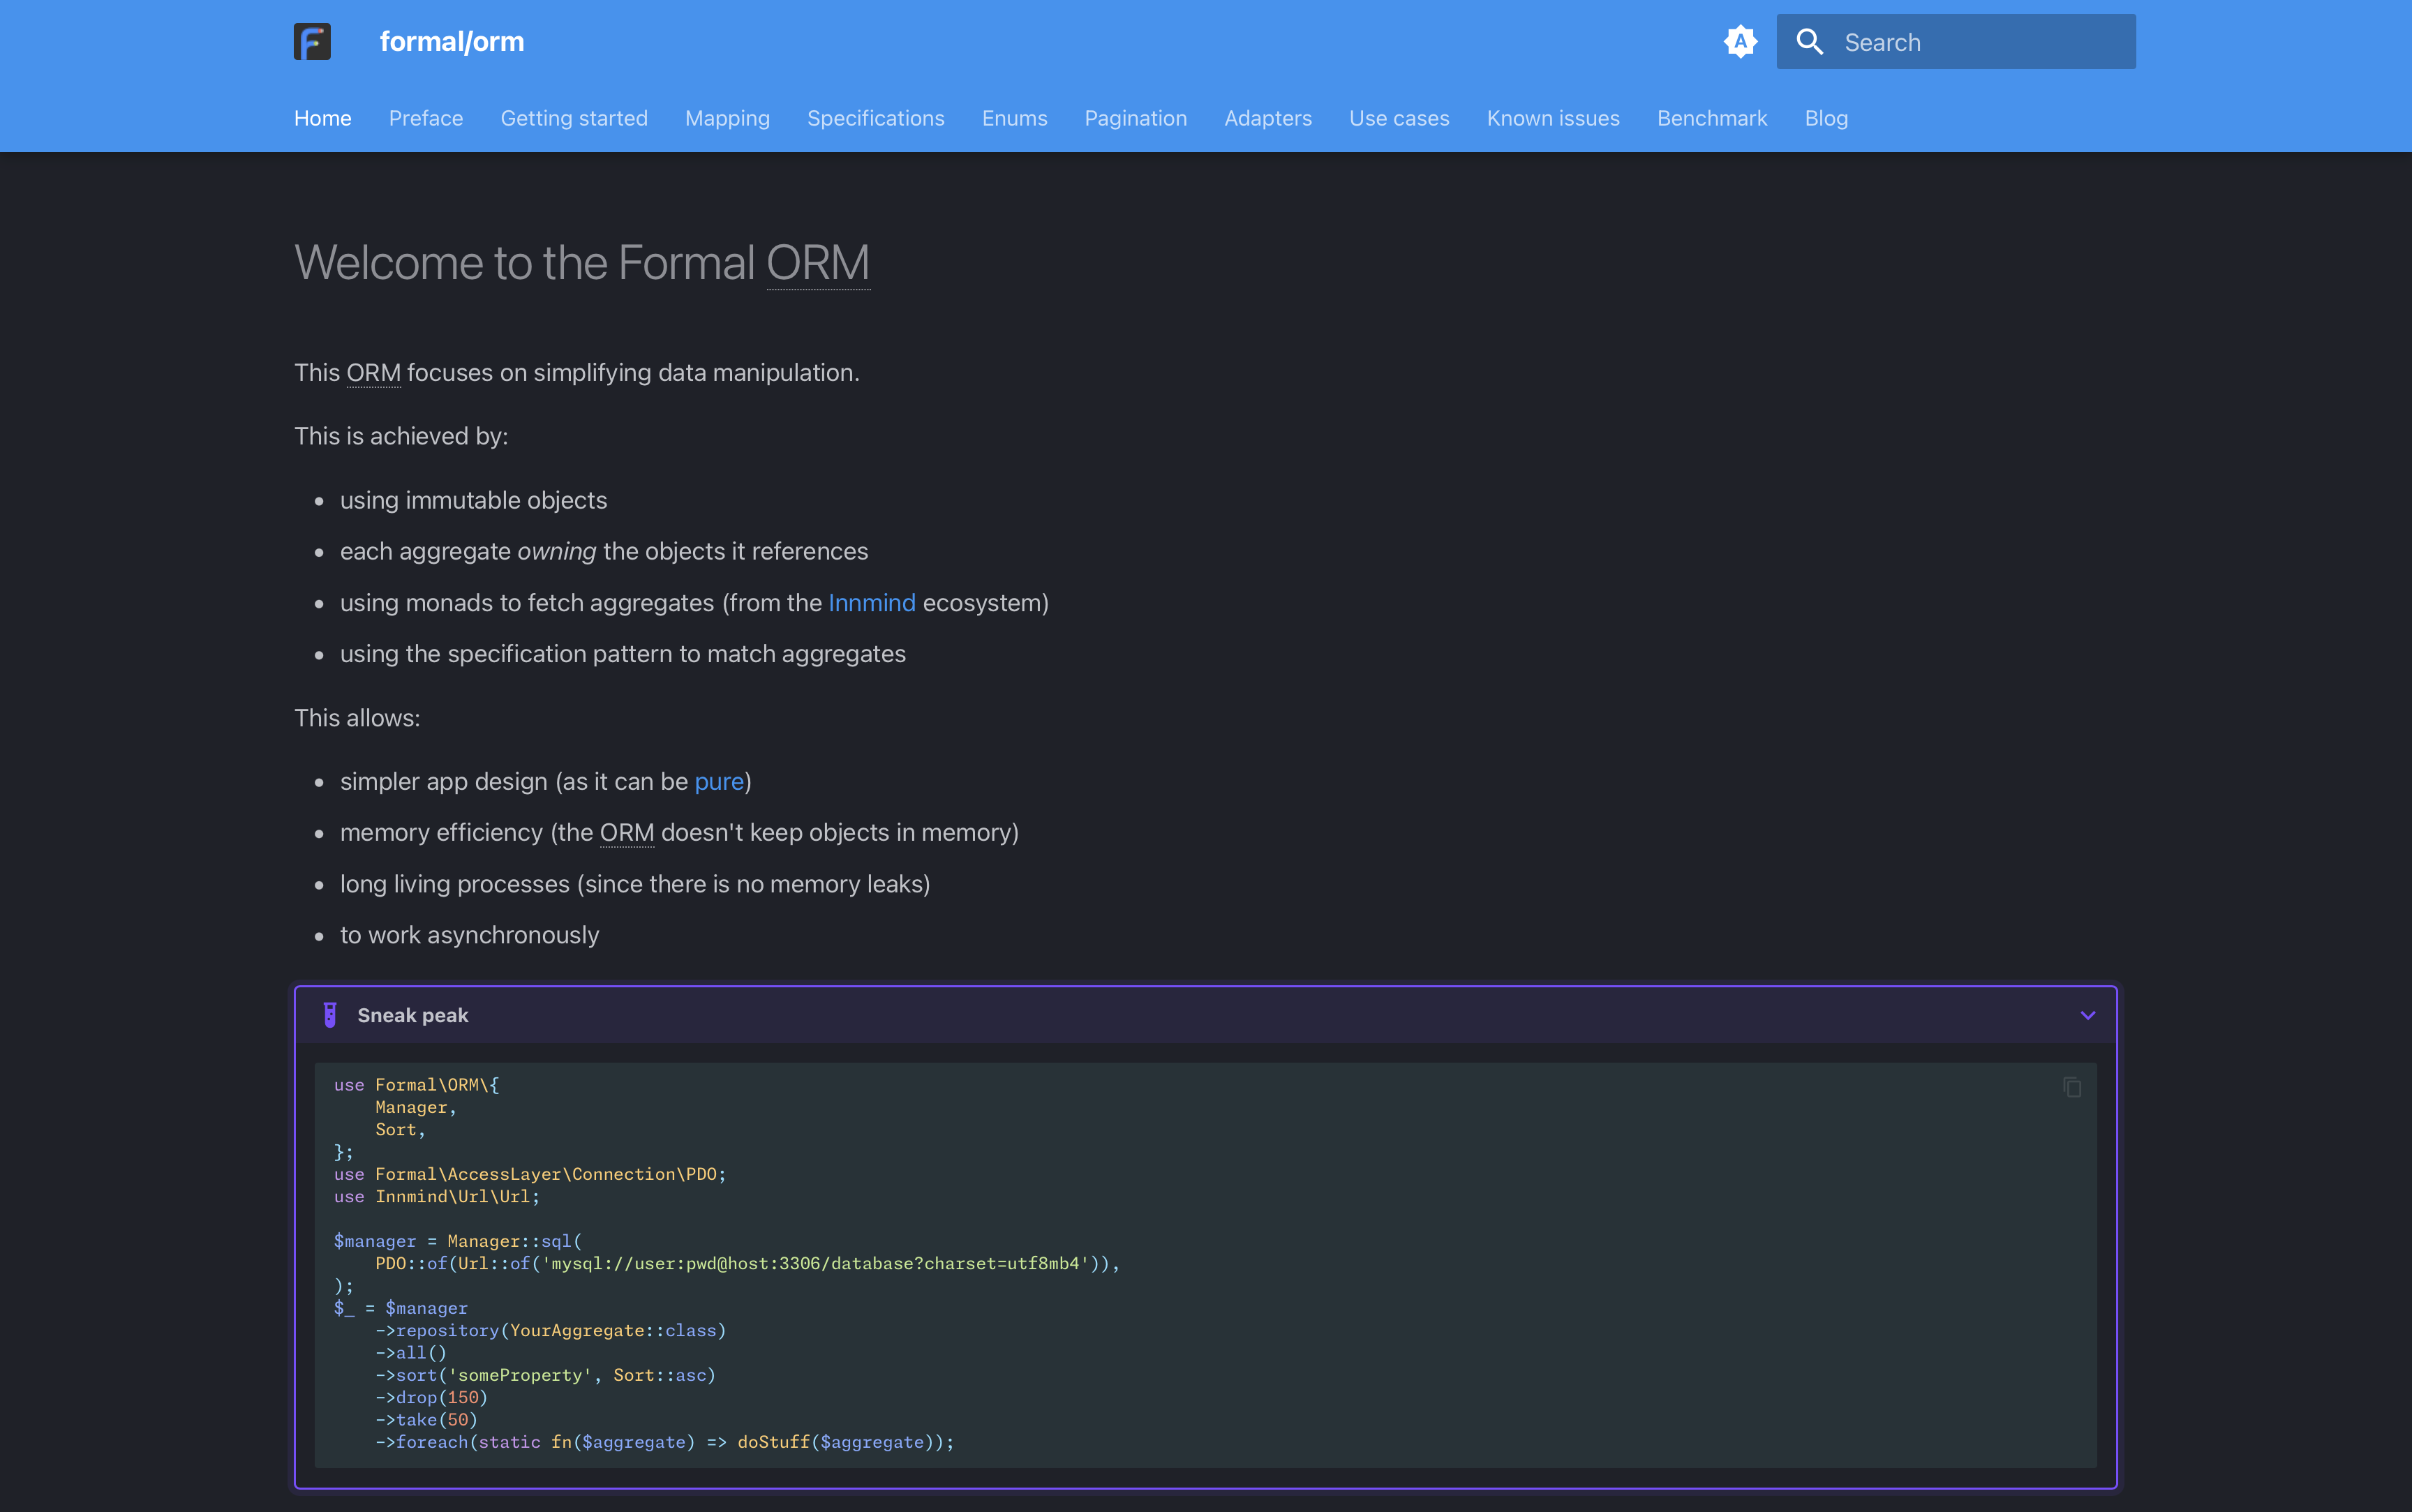 formal/orm
A
Search
Home Preface Getting started Mapping Specifications Enums Pagination Adapters Use cases Known issues Benchmark Blog
Welcome to the Formal ORM
This ORM focuses on simplifying data manipulation.
This is achieved by:
using immutable objects
each aggregate owning the objects it references
using monads to fetch aggregates (from the Innmind ecosystem)
using the specification pattern to match aggregates
This allows:
simpler app design (as it can be pure)
memory efficiency (the ORM doesn't keep objects in memory)
long living processes (since there is no memory leaks)
to work asynchronously
Sneak peak
use Formal\ORM\{
    Manager,
    Sort,
};
use Formal\AccessLayer\Connection\PDO;
use Innmind\Url\Url;
$manager = Manager::sql(
    PDO::of(Url::of('mysql://user:pwd@host:3306/database?charset=utf8mb4')),
);
$_ = $manager
    ->repository(YourAggregate::class)
    ->all()
    ->sort('someProperty', Sort::asc)
    ->drop(150)
    ->take(50)
    ->foreach(static fn($aggregate) => doStuff($aggregate));